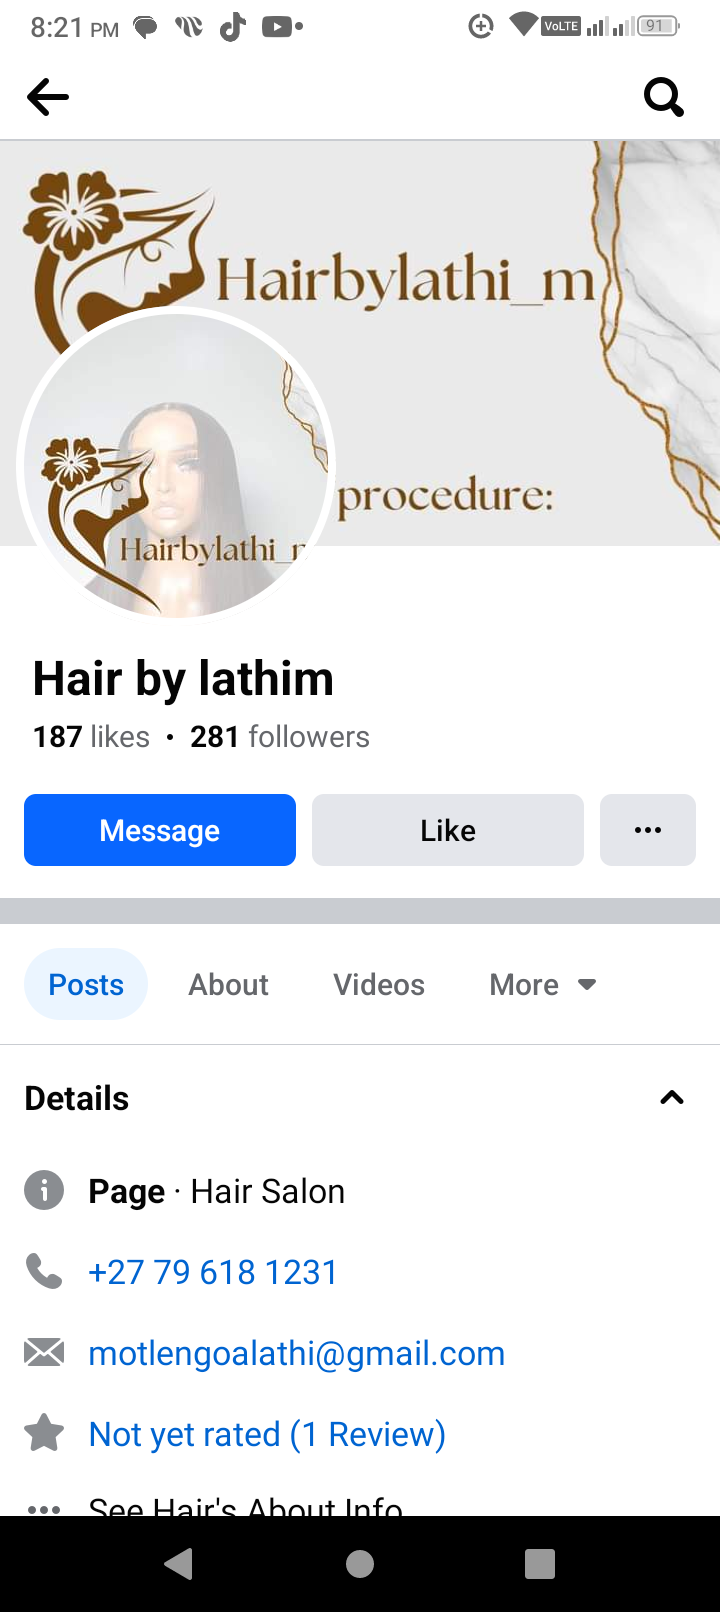 8:21 PM
VoLTE
91
Hairbylathi_m
procedure:
Hairbylathi_
Hair by lathim
187 likes • 281 followers
Message
Like
Posts
About
Videos
More
Details
Page · Hair Salon
+27 79 618 1231
motlengoalathi@gmail.com
Not yet rated (1 Review)
See Hair's About Info